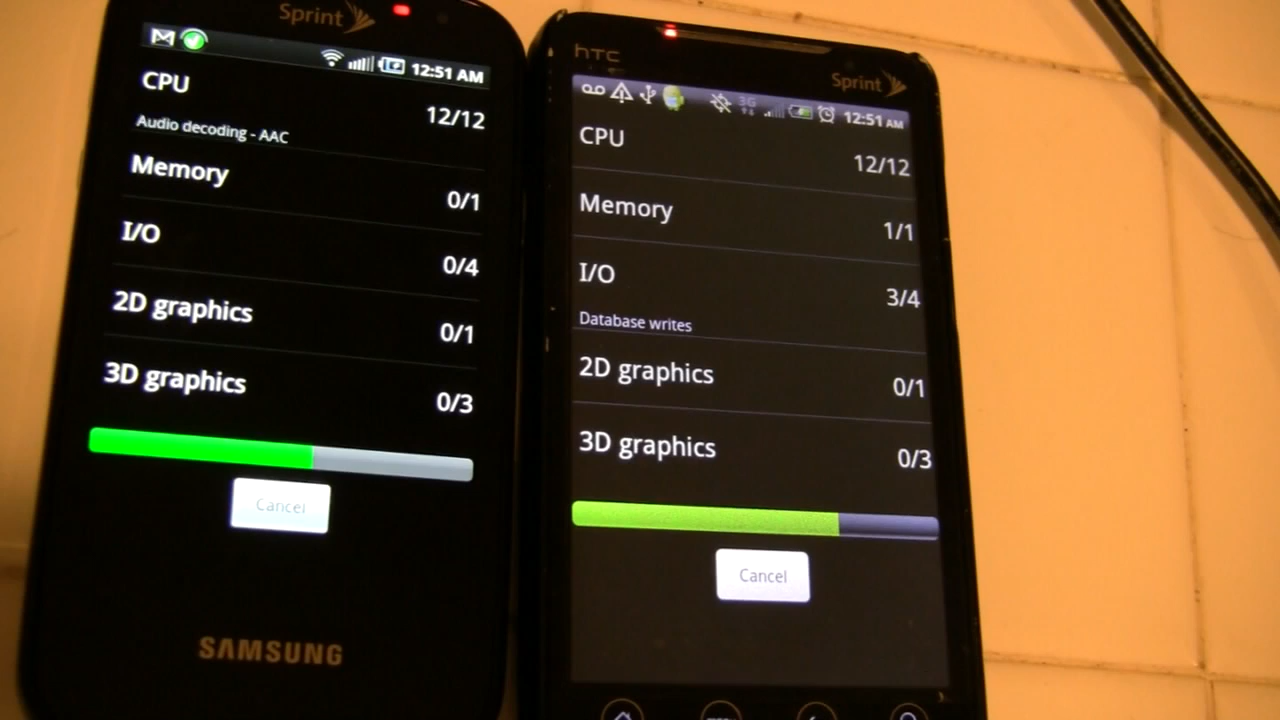 Sprint
12:51 AM
CPU
12/12
Audio decoding - AAC
Memory
0/1
I/O
0/4
2D graphics
0/1
3D graphics
0/3
Cancel
SAMSUNG
hTC
Sprint
3G
12:51 AM
CPU
12/12
Memory
1/1
I/O
3/4
Database writes
2D graphics
0/1
3D graphics
0/3
Cancel